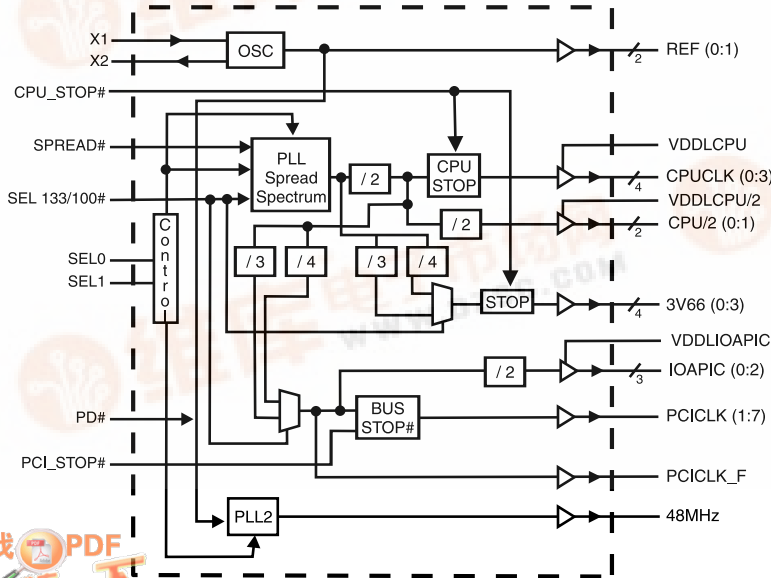 X1
X2
OSC
2
REF (0:1)
CPU_STOP#
SPREAD#
PLL
Spread
Spectrum
/ 2
CPU
STOP
VDDLCPU
4
CPUCLK (0:3)
SEL 133/100#
VDDLCPU/2
/ 2
2
CPU/2 (0:1)
Control
SEL0
SEL1
/ 3
/ 4
/ 3
/ 4
STOP
4
3V66 (0:3)
VDDLIOAPIC
/ 2
3
IOAPIC (0:2)
PD#
BUS
STOP#
PCICLK (1:7)
PCI_STOP#
PCICLK_F
PLL2
48MHz
PDF